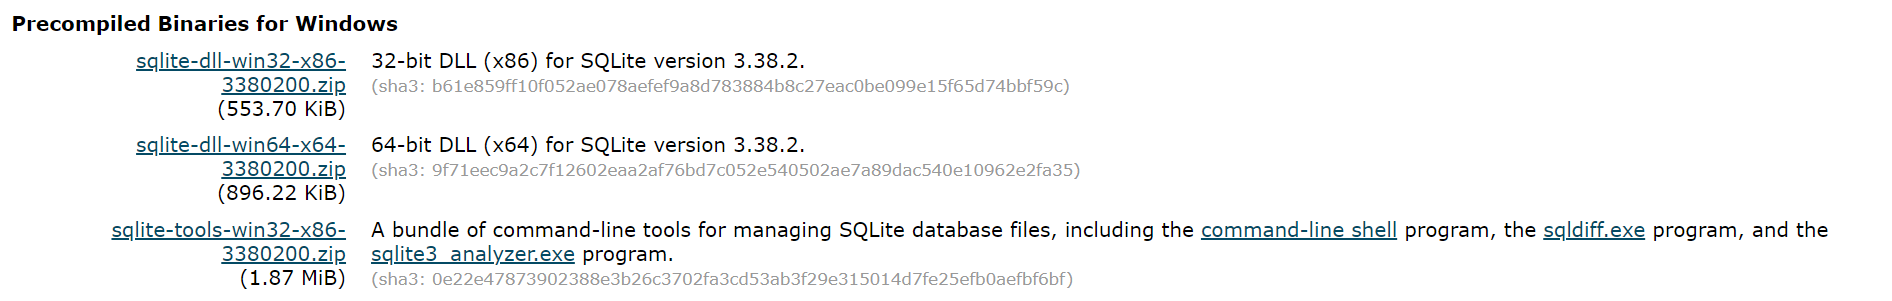 Precompiled Binaries for Windows
sqlite-dll-win32-x86-
3380200.zip
(553.70 KiB)
32-bit DLL (x86) for SQLite version 3.38.2.
(sha3: b61e859ff10f052ae078aefef9a8d783884b8c27eac0be099e15f65d74bbf59c)
sqlite-dll-win64-x64-
3380200.zip
(896.22 KiB)
64-bit DLL (x64) for SQLite version 3.38.2.
(sha3: 9f71eec9a2c7f12602eaa2af76bd7c052e540502ae7a89dac540e10962e2fa35)
sqlite-tools-win32-x86-
3380200.zip
(1.87 MiB)
A bundle of command-line tools for managing SQLite database files, including the command-line shell program, the sqldiff.exe program, and the
sqlite3_analyzer.exe program.
(sha3: 0e22e47873902388e3b26c3702fa3cd53ab3f29e315014d7fe25efb0aefbf6bf)